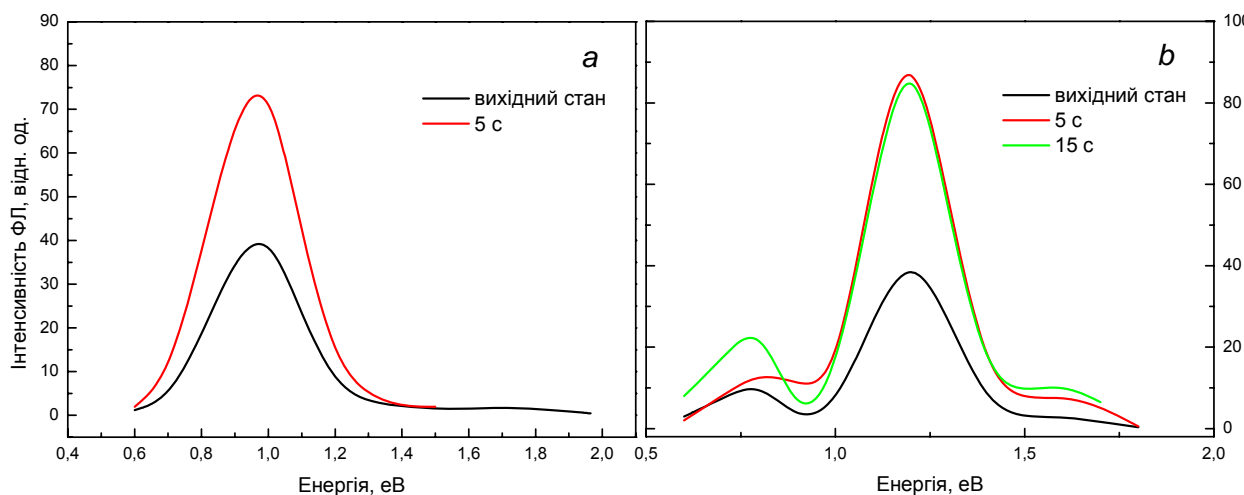 a
вихідний стан
5 с
Інтенсивність ФЛ, відн. од.
90
80
70
60
50
40
30
20
10
0
0,4 0,6 0,8 1,0 1,2 1,4 1,6 1,8 2,0
Енергія, еВ
b
вихідний стан
5 с
15 с
100
80
60
40
20
0
0,5 1,0 1,5 2,0
Енергія, еВ